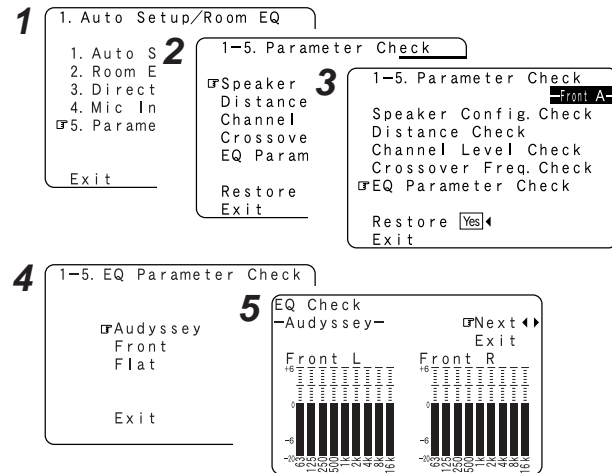 1
1. Auto Setup/Room EQ
1. Auto S
2. Room E
3. Direct
4. Mic In
☞5. Parame
Exit
2
1-5. Parameter Check
☞Speaker
Distance
Channel
Crossove
EQ Param
Restore
Exit
3
1-5. Parameter Check
-Front A-
Speaker Config. Check
Distance Check
Channel Level Check
Crossover Freq. Check
☞EQ Parameter Check
Restore Yes◀
Exit
4
1-5. EQ Parameter Check
☞Audyssey
Front
Flat
Exit
5
EQ Check
-Audyssey- ☞Next◀▶
Exit
Front L Front R
+6 +6
0 0
-6 -6
-20 63 125 250 500 1k 2k 4k 8k 16k -20 63 125 250 500 1k 2k 4k 8k 16k